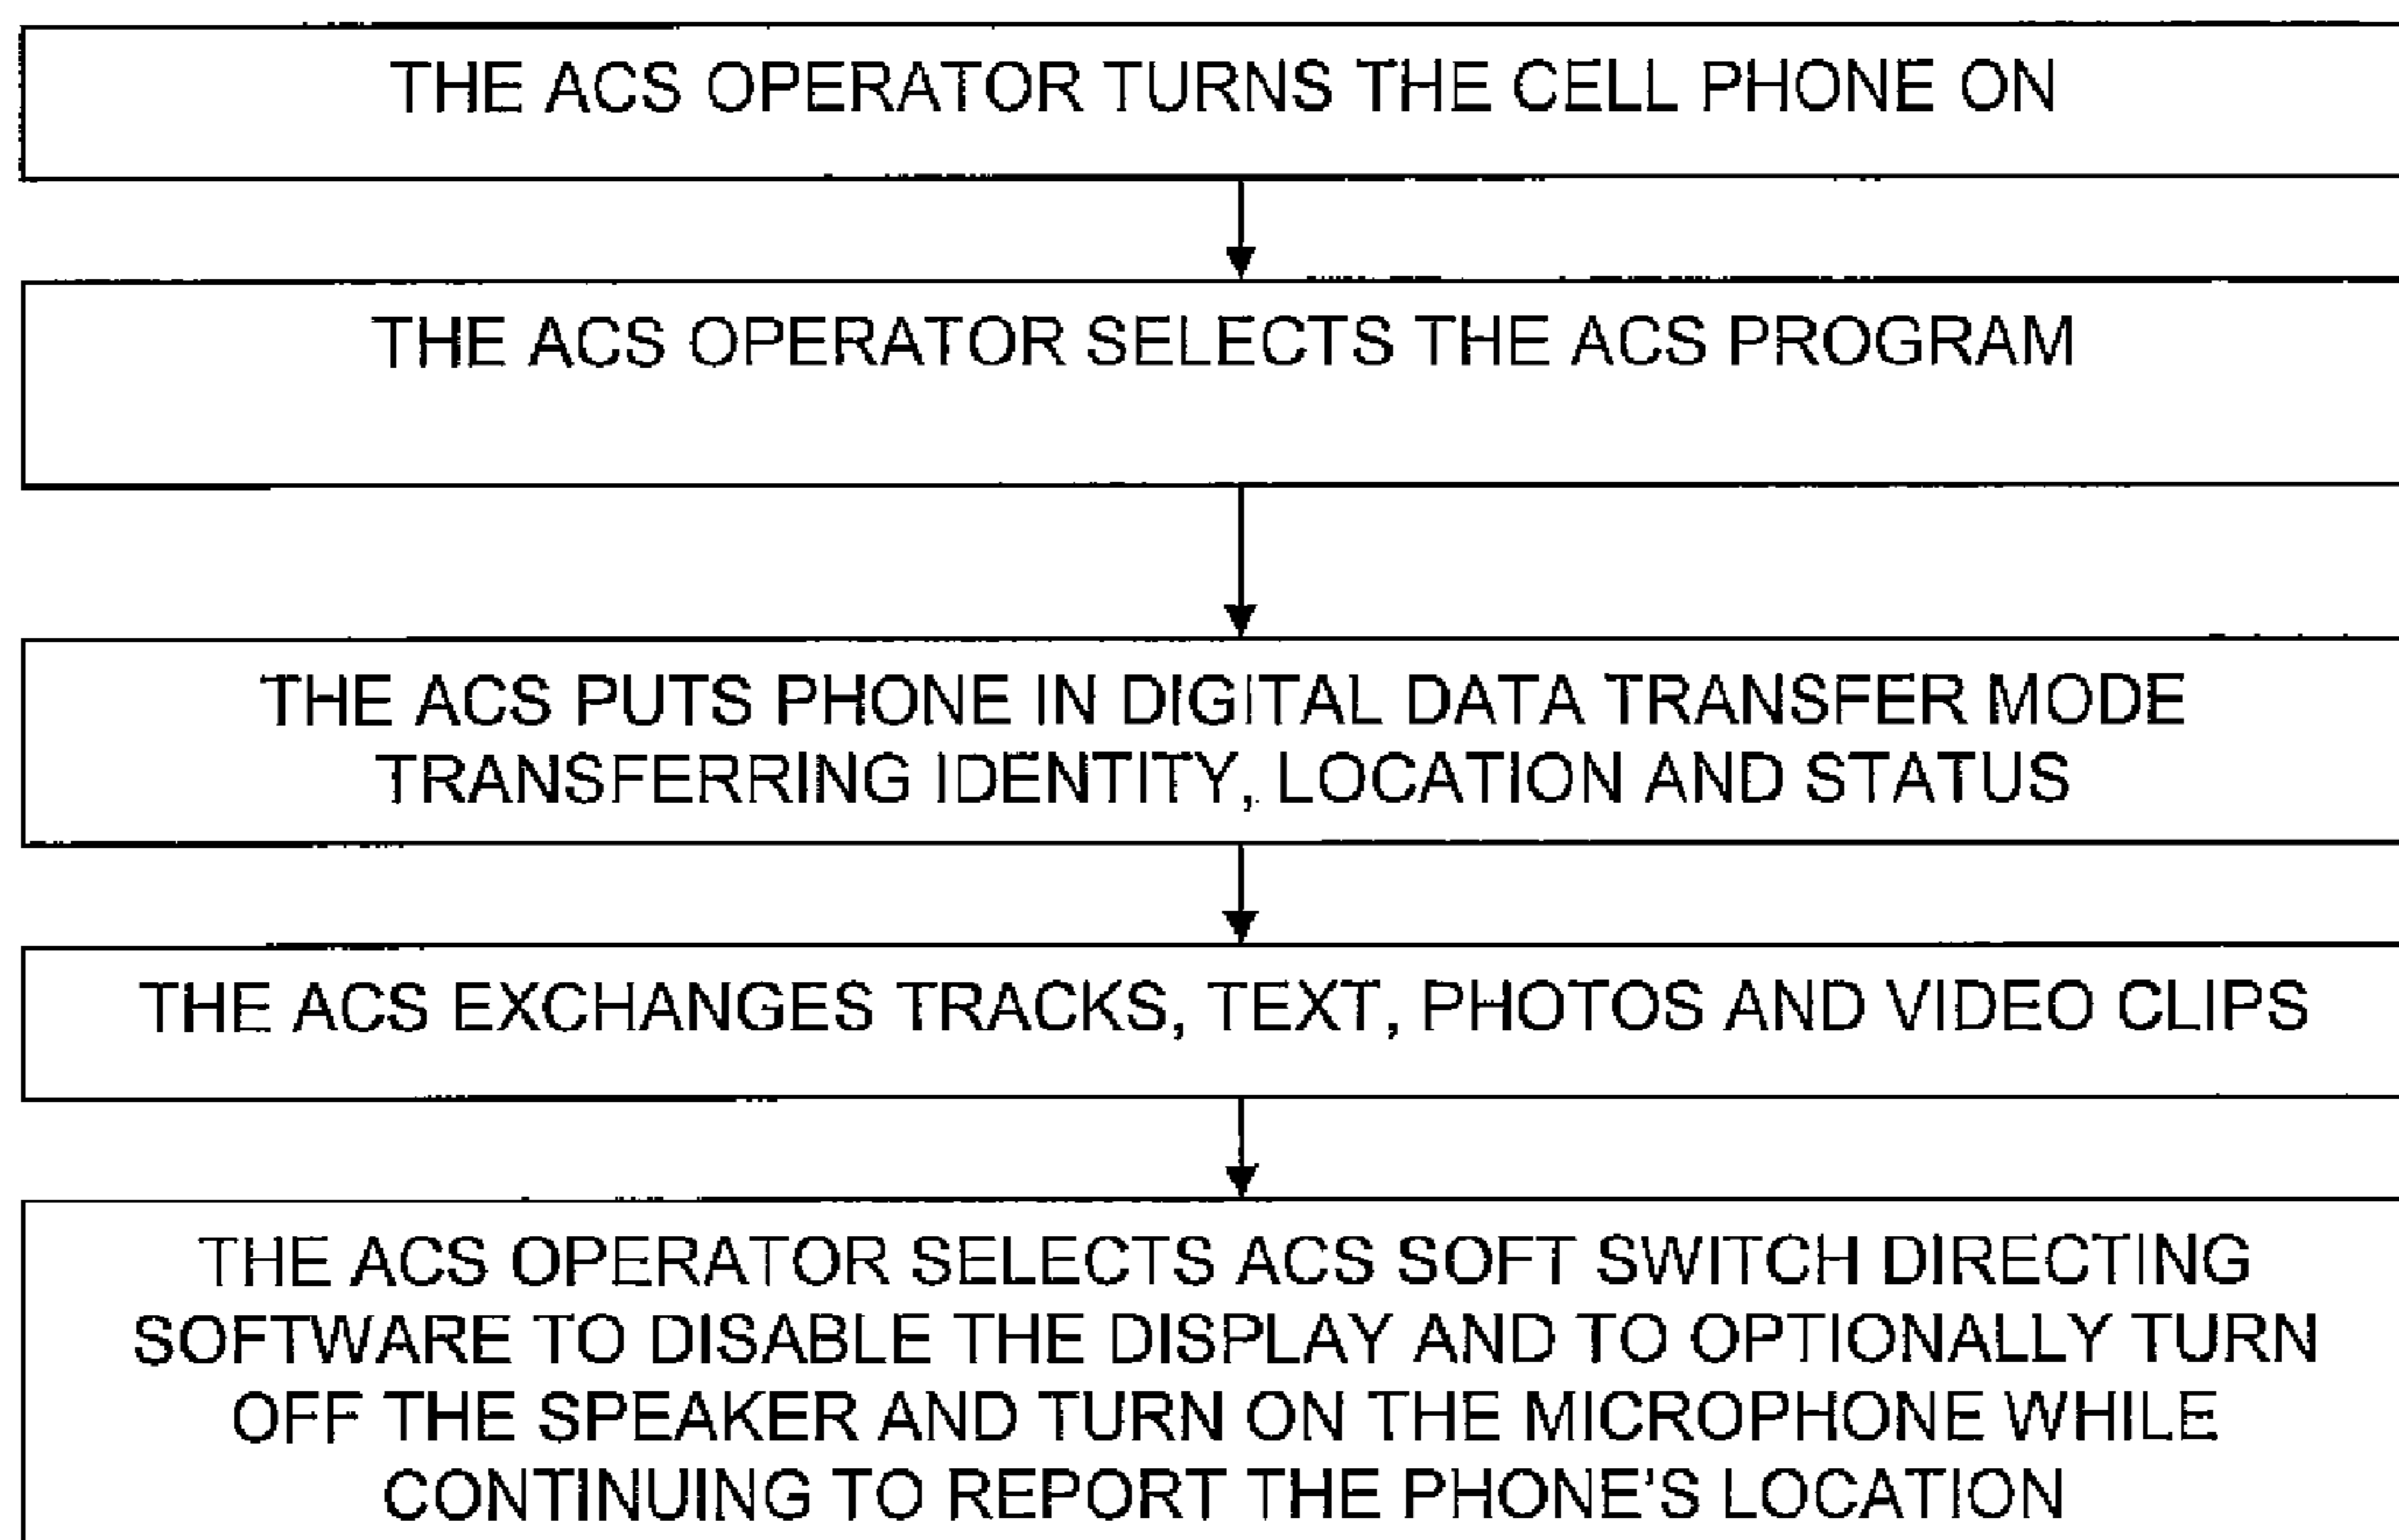 THE ACS OPERATOR TURNS THE CELL PHONE ON
THE ACS OPERATOR SELECTS THE ACS PROGRAM
THE ACS PUTS PHONE IN DIGITAL DATA TRANSFER MODE
TRANSFERRING IDENTITY, LOCATION AND STATUS
THE ACS EXCHANGES TRACKS, TEXT, PHOTOS AND VIDEO CLIPS
THE ACS OPERATOR SELECTS ACS SOFT SWITCH DIRECTING
SOFTWARE TO DISABLE THE DISPLAY AND TO OPTIONALLY TURN
OFF THE SPEAKER AND TURN ON THE MICROPHONE WHILE
CONTINUING TO REPORT THE PHONE'S LOCATION